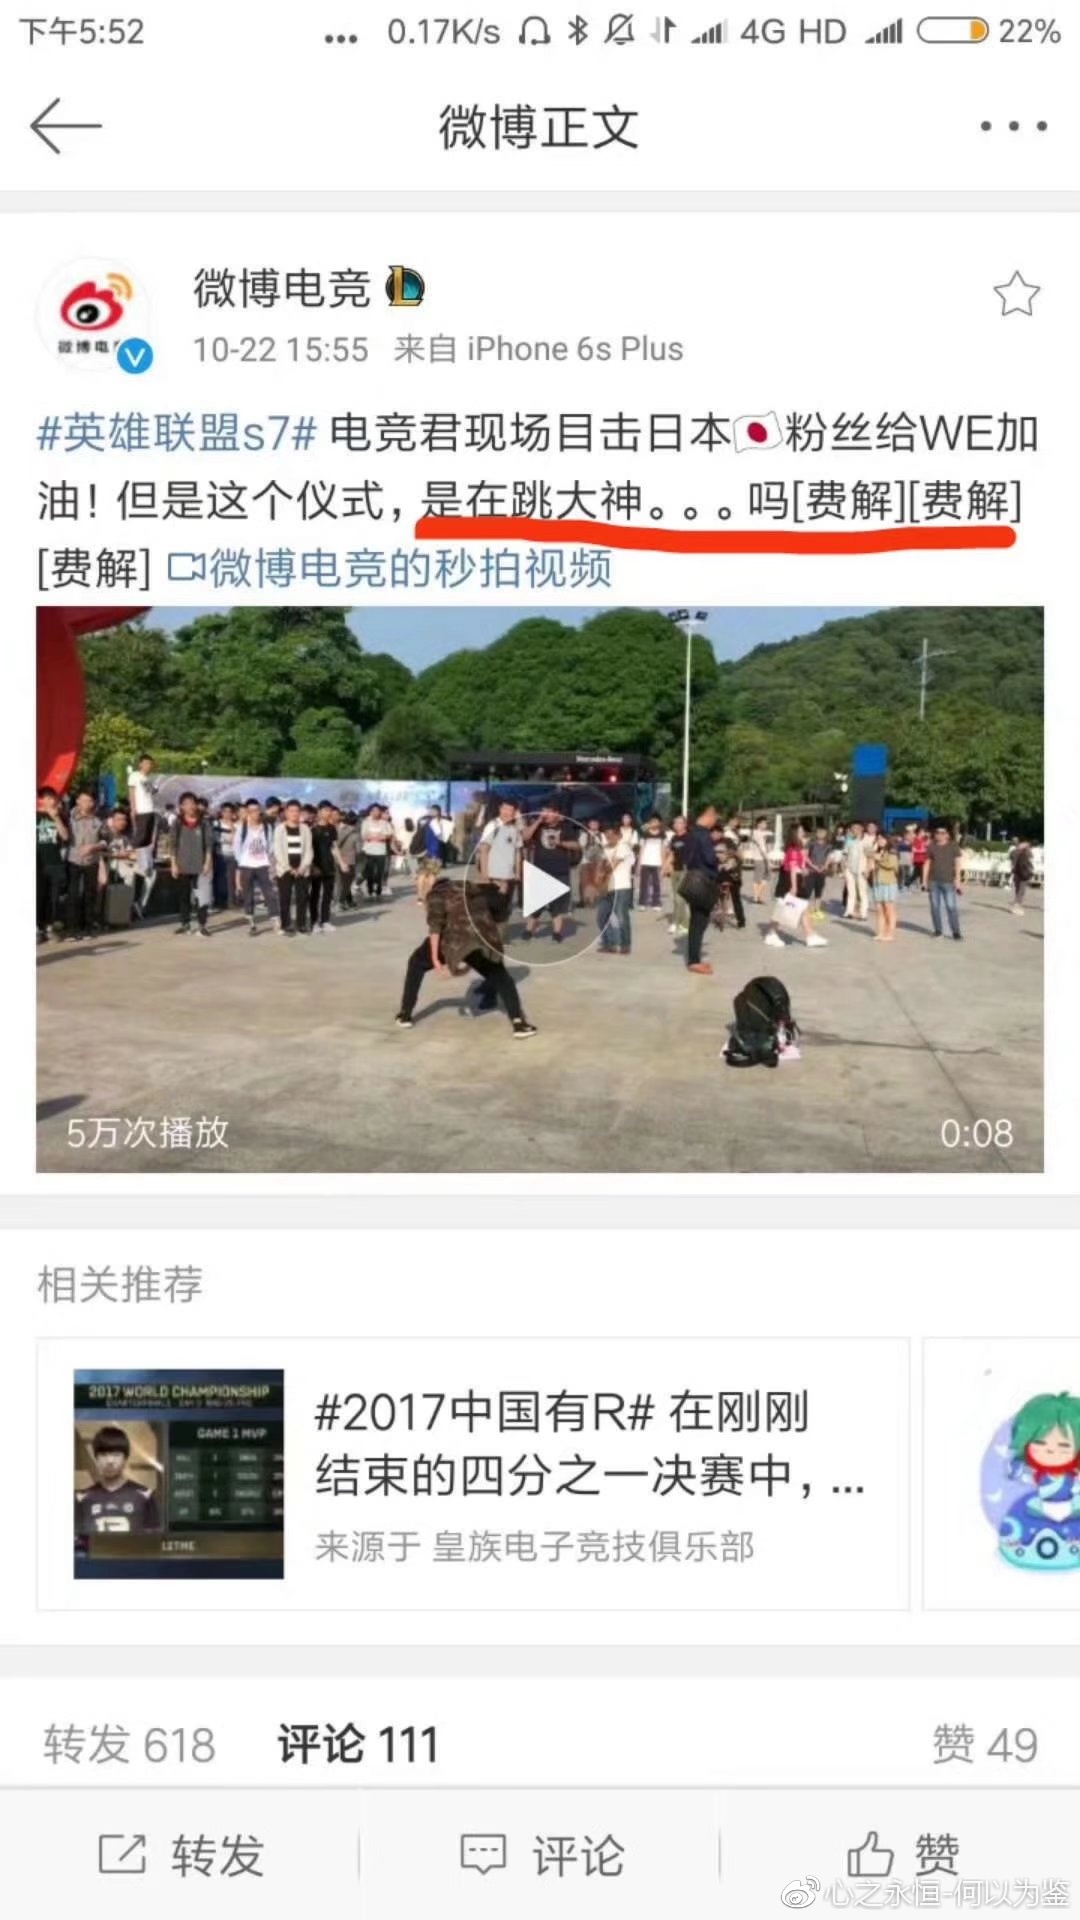 下午5:52 ... 0.17K/s 4G HD 22%
微博正文
微博电竞
微博电
10-22 15:55 来自 iPhone 6s Plus
#英雄联盟s7# 电竞君现场目击日本🇯🇵粉丝给WE加
油！但是这个仪式，是在跳大神。。。吗[费解][费解]
[费解] 微博电竞的秒拍视频
Mercedes-Benz
5万次播放 0:08
相关推荐
2017 WORLD CHAMPIONSHIP
GAME 1 MVP
LETME
#2017中国有R# 在刚刚
结束的四分之一决赛中，...
来源于 皇族电子竞技俱乐部
转发 618 评论 111 赞 49
转发 评论 赞
心之永恒-何以为鉴